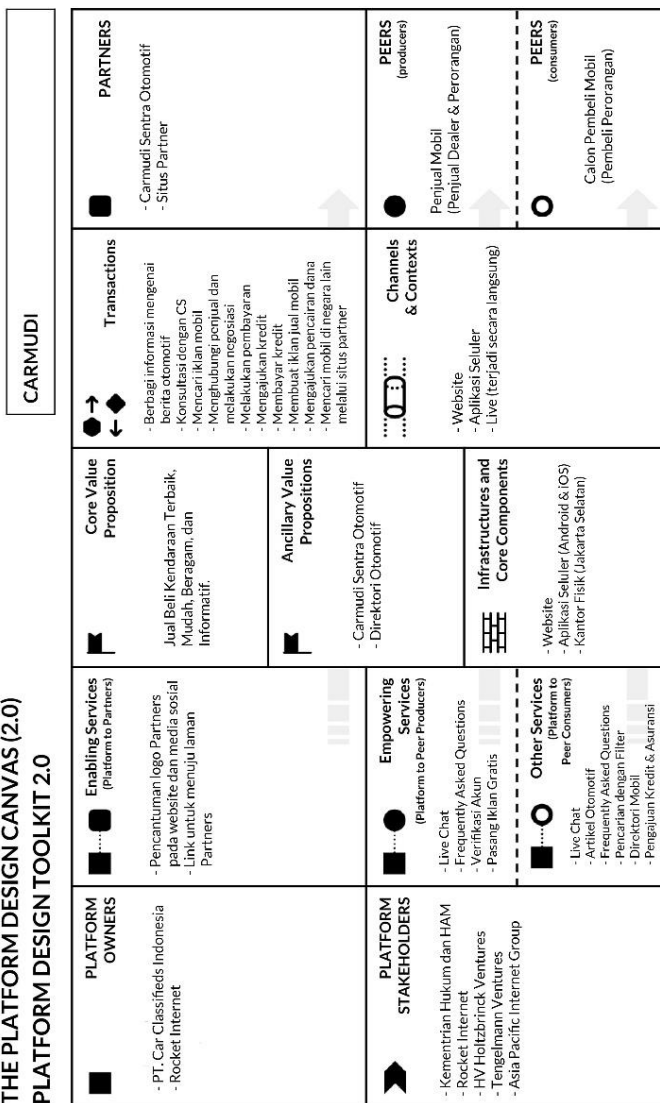 THE PLATFORM DESIGN CANVAS (2.0)
PLATFORM DESIGN TOOLKIT 2.0
CARMUDI
PLATFORM
OWNERS
- PT. Car Classifieds Indonesia
- Rocket Internet
PLATFORM
STAKEHOLDERS
- Kementrian Hukum dan HAM
- Rocket Internet
- HV Holtzbrinck Ventures
- Tengelmann Ventures
- Asia Pacific Internet Group
Enabling Services
(Platform to Partners)
- Pencantuman logo Partners
pada website dan media sosial
- Link untuk menuju laman
Partners
Empowering
Services
(Platform to Peer Producers)
- Live Chat
- Frequently Asked Questions
- Verifikasi Akun
- Pasang Iklan Gratis
Other Services
(Platform to
Peer Consumers)
- Live Chat
- Artikel Otomotif
- Frequently Asked Questions
- Pencarian dengan Filter
- Direktori Mobil
- Pengajuan Kredit & Asuransi
Core Value
Proposition
Jual Beli Kendaraan Terbaik,
Mudah, Beragam, dan
Informatif.
Ancillary Value
Propositions
- Carmudi Sentra Otomotif
- Direktori Otomotif
Infrastructures and
Core Components
- Website
- Aplikasi Seluler (Android & iOS)
- Kantor Fisik (Jakarta Selatan)
Transactions
- Berbagi informasi mengenai
berita otomotif
- Konsultasi dengan CS
- Mencari iklan mobil
- Menghubungi penjual dan
melakukan negosiasi
- Melakukan pembayaran
- Mengajukan kredit
- Membayar kredit
- Membuat iklan jual mobil
- Mengajukan pencairan dana
- Mencari mobil di negara lain
melalui situs partner
Channels
& Contexts
- Website
- Aplikasi Seluler
- Live (terjadi secara langsung)
PARTNERS
- Carmudi Sentra Otomotif
- Situs Partner
PEERS
(producers)
Penjual Mobil
(Penjual Dealer & Perorangan)
PEERS
(consumers)
Calon Pembeli Mobil
(Pembeli Perorangan)